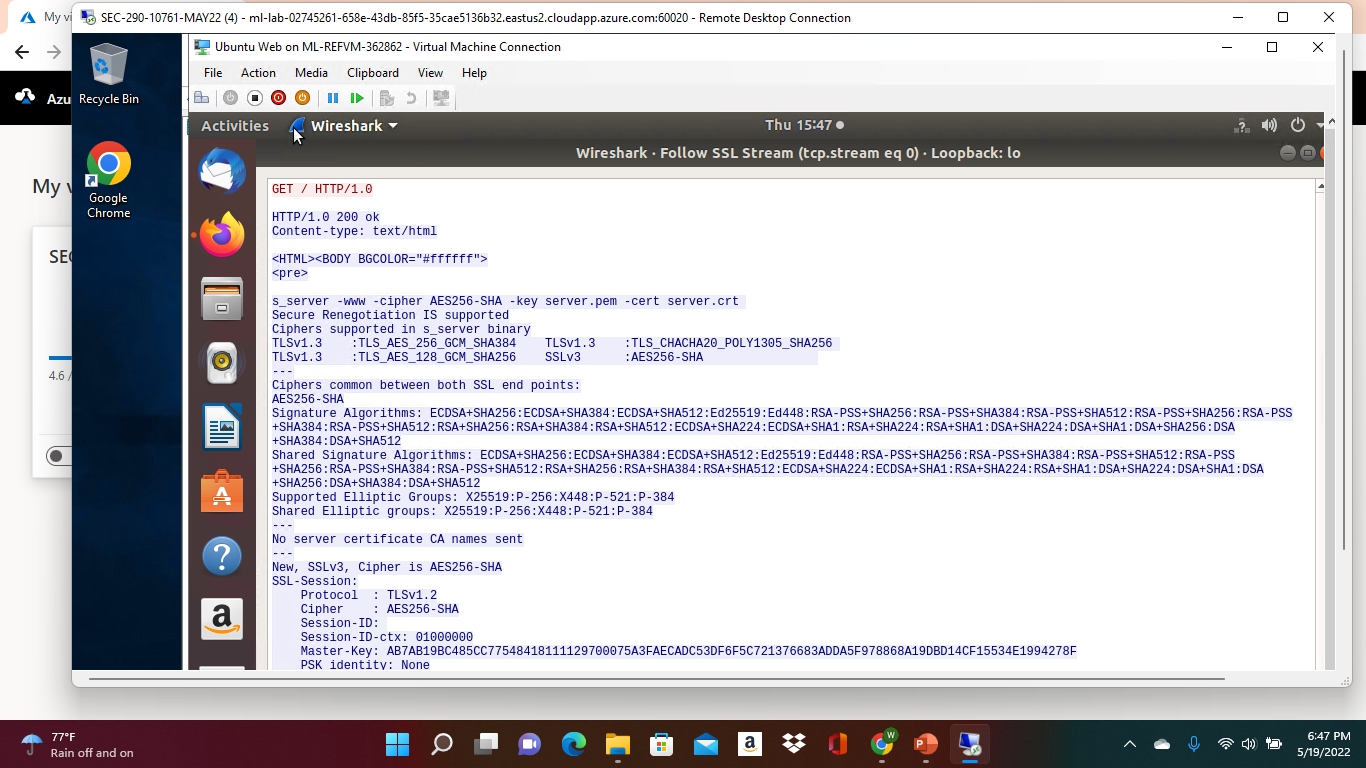 My vi
SEC-290-10761-MAY22 (4) - ml-lab-02745261-658e-43db-85f5-35cae5136b32.eastus2.cloudapp.azure.com:60020 - Remote Desktop Connection
Ubuntu Web on ML-REFVM-362862 - Virtual Machine Connection
File Action Media Clipboard View Help
Azu
Recycle Bin
Activities Wireshark Thu 15:47
Wireshark · Follow SSL Stream (tcp.stream eq 0) · Loopback: lo
My v
Google
Chrome
SEC
4.6 /
GET / HTTP/1.0
HTTP/1.0 200 ok
Content-type: text/html
<HTML><BODY BGCOLOR="#ffffff">
<pre>
s_server -www -cipher AES256-SHA -key server.pem -cert server.crt
Secure Renegotiation IS supported
Ciphers supported in s_server binary
TLSv1.3    :TLS_AES_256_GCM_SHA384    TLSv1.3    :TLS_CHACHA20_POLY1305_SHA256
TLSv1.3    :TLS_AES_128_GCM_SHA256    SSLv3      :AES256-SHA
---
Ciphers common between both SSL end points:
AES256-SHA
Signature Algorithms: ECDSA+SHA256:ECDSA+SHA384:ECDSA+SHA512:Ed25519:Ed448:RSA-PSS+SHA256:RSA-PSS+SHA384:RSA-PSS+SHA512:RSA-PSS+SHA256:RSA-PSS
+SHA384:RSA-PSS+SHA512:RSA+SHA256:RSA+SHA384:RSA+SHA512:ECDSA+SHA224:ECDSA+SHA1:RSA+SHA224:RSA+SHA1:DSA+SHA224:DSA+SHA1:DSA+SHA256:DSA
+SHA384:DSA+SHA512
Shared Signature Algorithms: ECDSA+SHA256:ECDSA+SHA384:ECDSA+SHA512:Ed25519:Ed448:RSA-PSS+SHA256:RSA-PSS+SHA384:RSA-PSS+SHA512:RSA-PSS
+SHA256:RSA-PSS+SHA384:RSA-PSS+SHA512:RSA+SHA256:RSA+SHA384:RSA+SHA512:ECDSA+SHA224:ECDSA+SHA1:RSA+SHA224:RSA+SHA1:DSA+SHA224:DSA+SHA1:DSA
+SHA256:DSA+SHA384:DSA+SHA512
Supported Elliptic Groups: X25519:P-256:X448:P-521:P-384
Shared Elliptic groups: X25519:P-256:X448:P-521:P-384
---
No server certificate CA names sent
---
New, SSLv3, Cipher is AES256-SHA
SSL-Session:
Protocol  : TLSv1.2
Cipher    : AES256-SHA
Session-ID:
Session-ID-ctx: 01000000
Master-Key: AB7AB19BC485CC77548418111129700075A3FAECADC53DF6F5C721376683ADDA5F978868A19DBD14CF15534E1994278F
PSK identity: None
77°F
Rain off and on
6:47 PM
5/19/2022